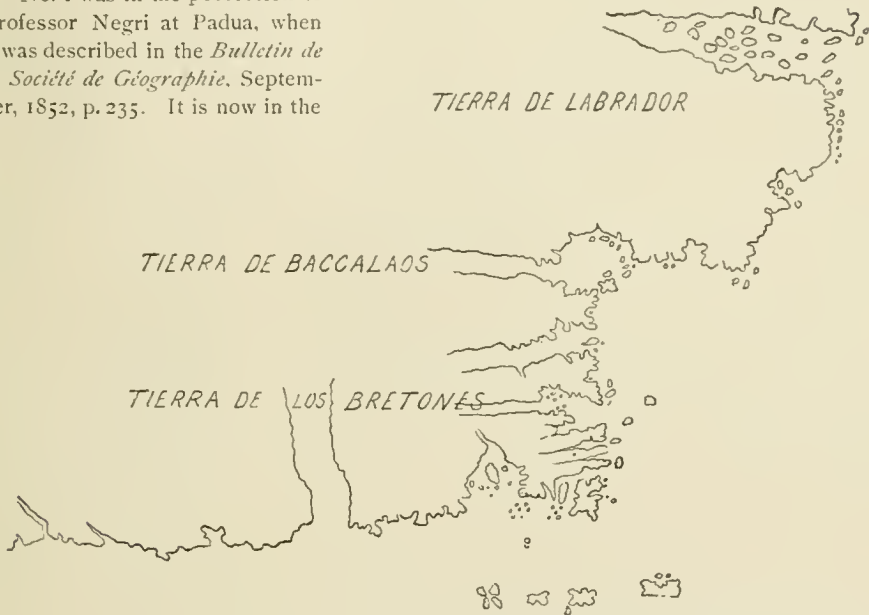 rofessor Negri at Padua, when
was described in the Bulletin de
Société de Géographie, Septem-
er, 1852, p. 235. It is now in the
TIERRA DE LABRADOR
TIERRA DE BACCALAOS
TIERRA DE LOS BRETONES